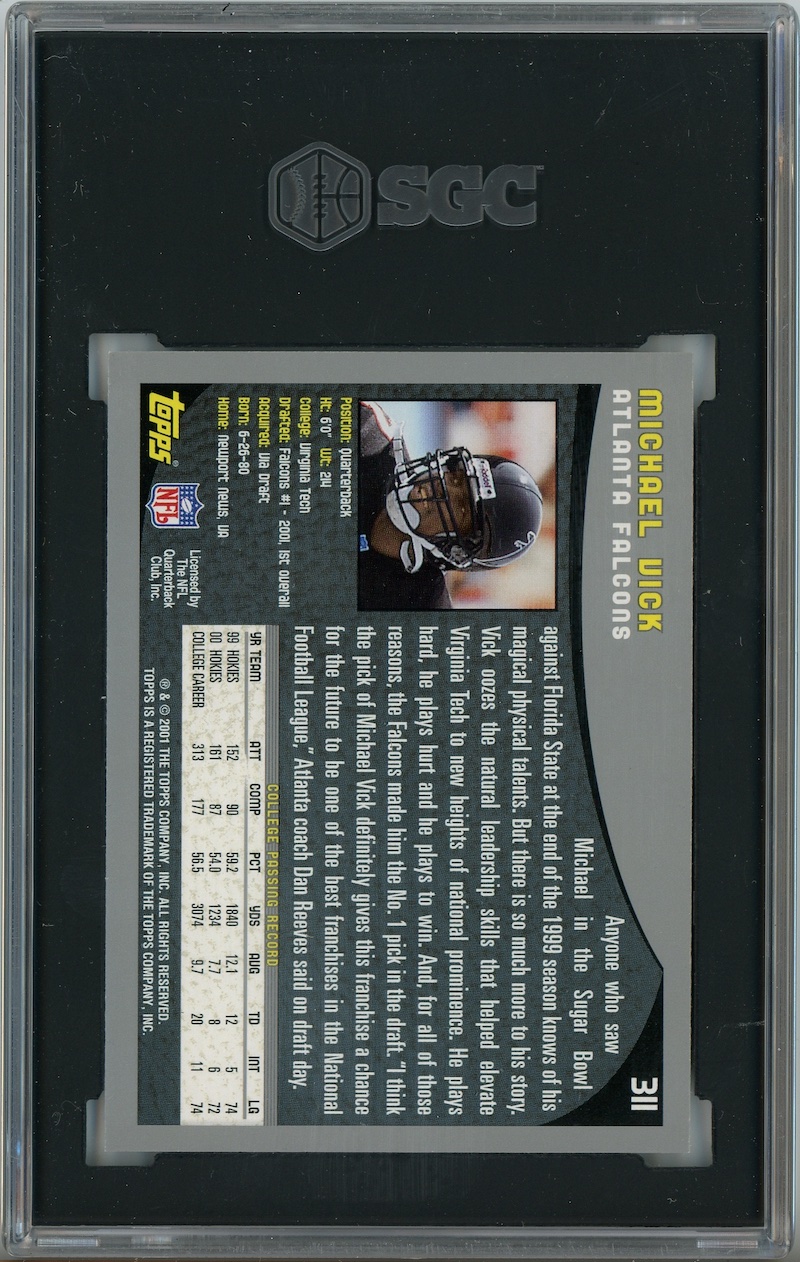 SGC
MICHAEL VICK
ATLANTA FALCONS
311
Riddell
Position: Quarterback
Ht: 6'0" Wt: 214
College: Virginia Tech
Drafted: Falcons #1 - 2001, 1st overall
Acquired: Via Draft
Born: 6-26-80
Home: Newport News, VA
Anyone who saw
Michael in the Sugar Bowl
against Florida State at the end of the 1999 season knows of his
magical physical talents. But there is so much more to his story.
Vick oozes the natural leadership skills that helped elevate
Virginia Tech to new heights of national prominence. He plays
hard, he plays hurt and he plays to win. And, for all of those
reasons, the Falcons made him the No. 1 pick in the draft. "I think
the pick of Michael Vick definitely gives this franchise a chance
for the future to be one of the best franchises in the National
Football League," Atlanta coach Dan Reeves said on draft day.
COLLEGE PASSING RECORD
YR TEAM ATT COMP PCT YDS AVG TD INT LG
99 HOKIES 152 90 59.2 1840 12.1 12 5 74
00 HOKIES 161 87 54.0 1234 7.7 8 6 72
COLLEGE CAREER 313 177 56.5 3074 9.7 20 11 74
topps®
NFL
Licensed by
The NFL
Quarterback
Club, Inc.
® & © 2001 THE TOPPS COMPANY, INC. ALL RIGHTS RESERVED.
TOPPS IS A REGISTERED TRADEMARK OF THE TOPPS COMPANY, INC.